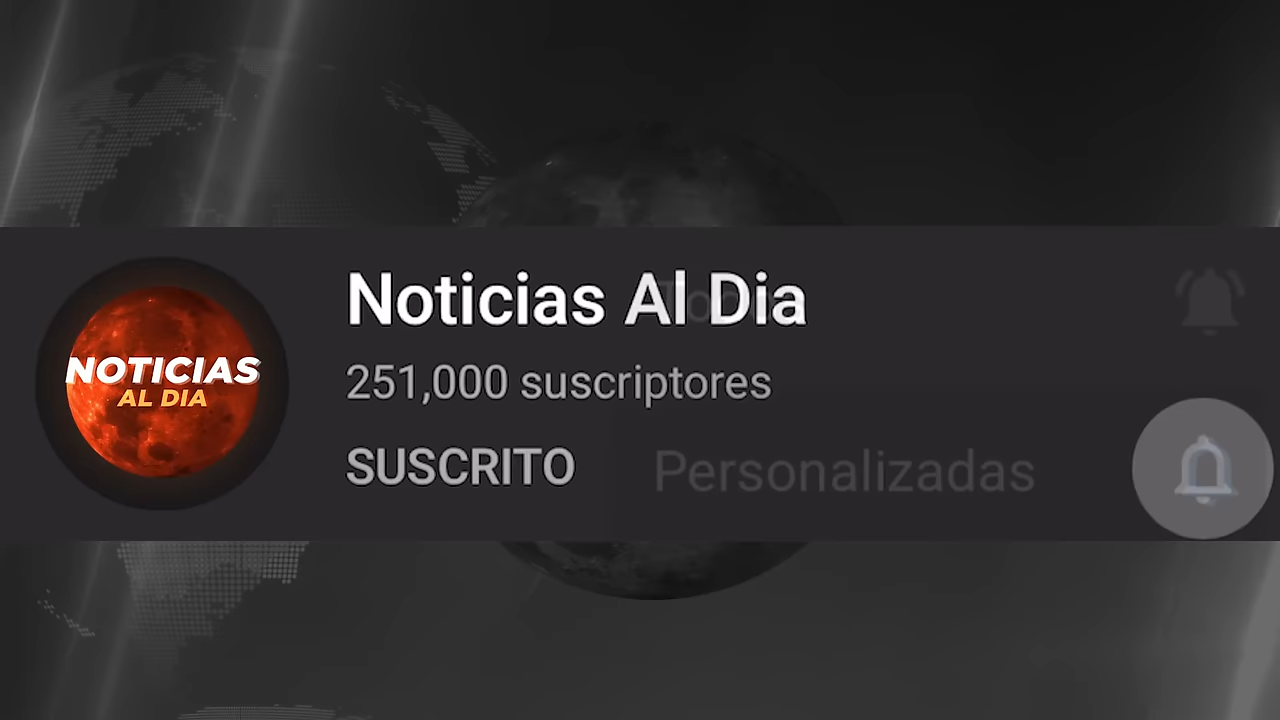 NOTICIAS
AL DIA
Noticias Al Dia
251,000 suscriptores
SUSCRITO
Personalizadas